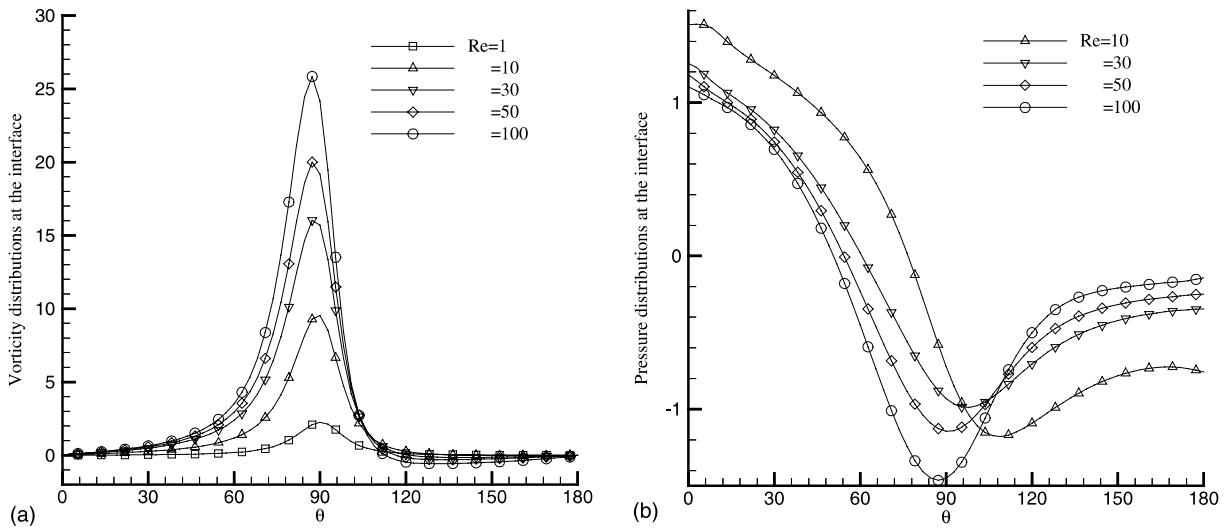 Vorticity distributions at the interface
30
25
20
15
10
5
0
0 30 60 90 120 150 180
θ
(a)
Re=1
=10
=30
=50
=100
Pressure distributions at the interface
1
0
-1
0 30 60 90 120 150 180
θ
(b)
Re=10
=30
=50
=100